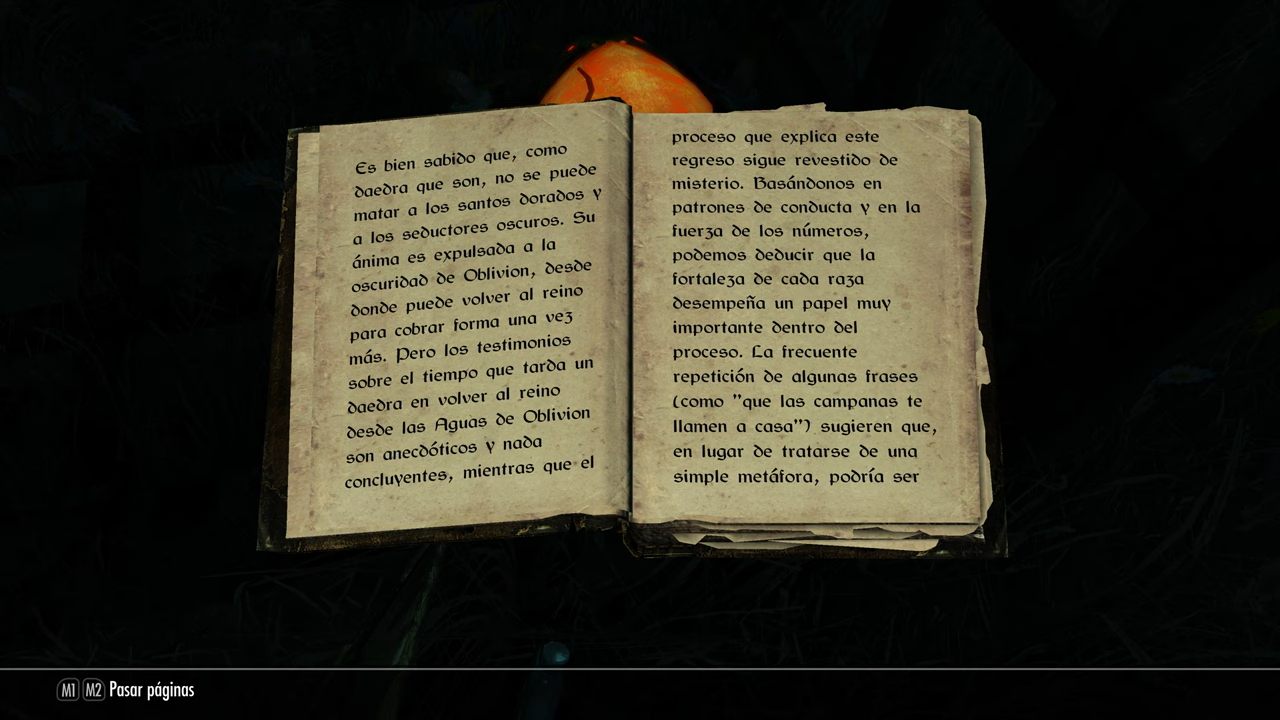 Es bien sabido que, como
daedra que son, no se puede
matar a los santos dorados y
a los seductores oscuros. Su
ánima es expulsada a la
oscuridad de Oblivion, desde
donde puede volver al reino
para cobrar forma una vez
más. Pero los testimonios
sobre el tiempo que tarda un
daedra en volver al reino
desde las Aguas de Oblivion
son anecdóticos y nada
concluyentes, mientras que el
proceso que explica este
regreso sigue revestido de
misterio. Basándonos en
patrones de conducta y en la
fuerza de los números,
podemos deducir que la
fortaleza de cada raza
desempeña un papel muy
importante dentro del
proceso. La frecuente
repetición de algunas frases
(como "que las campanas te
llamen a casa") sugieren que,
en lugar de tratarse de una
simple metáfora, podría ser
M1 M2 Pasar páginas